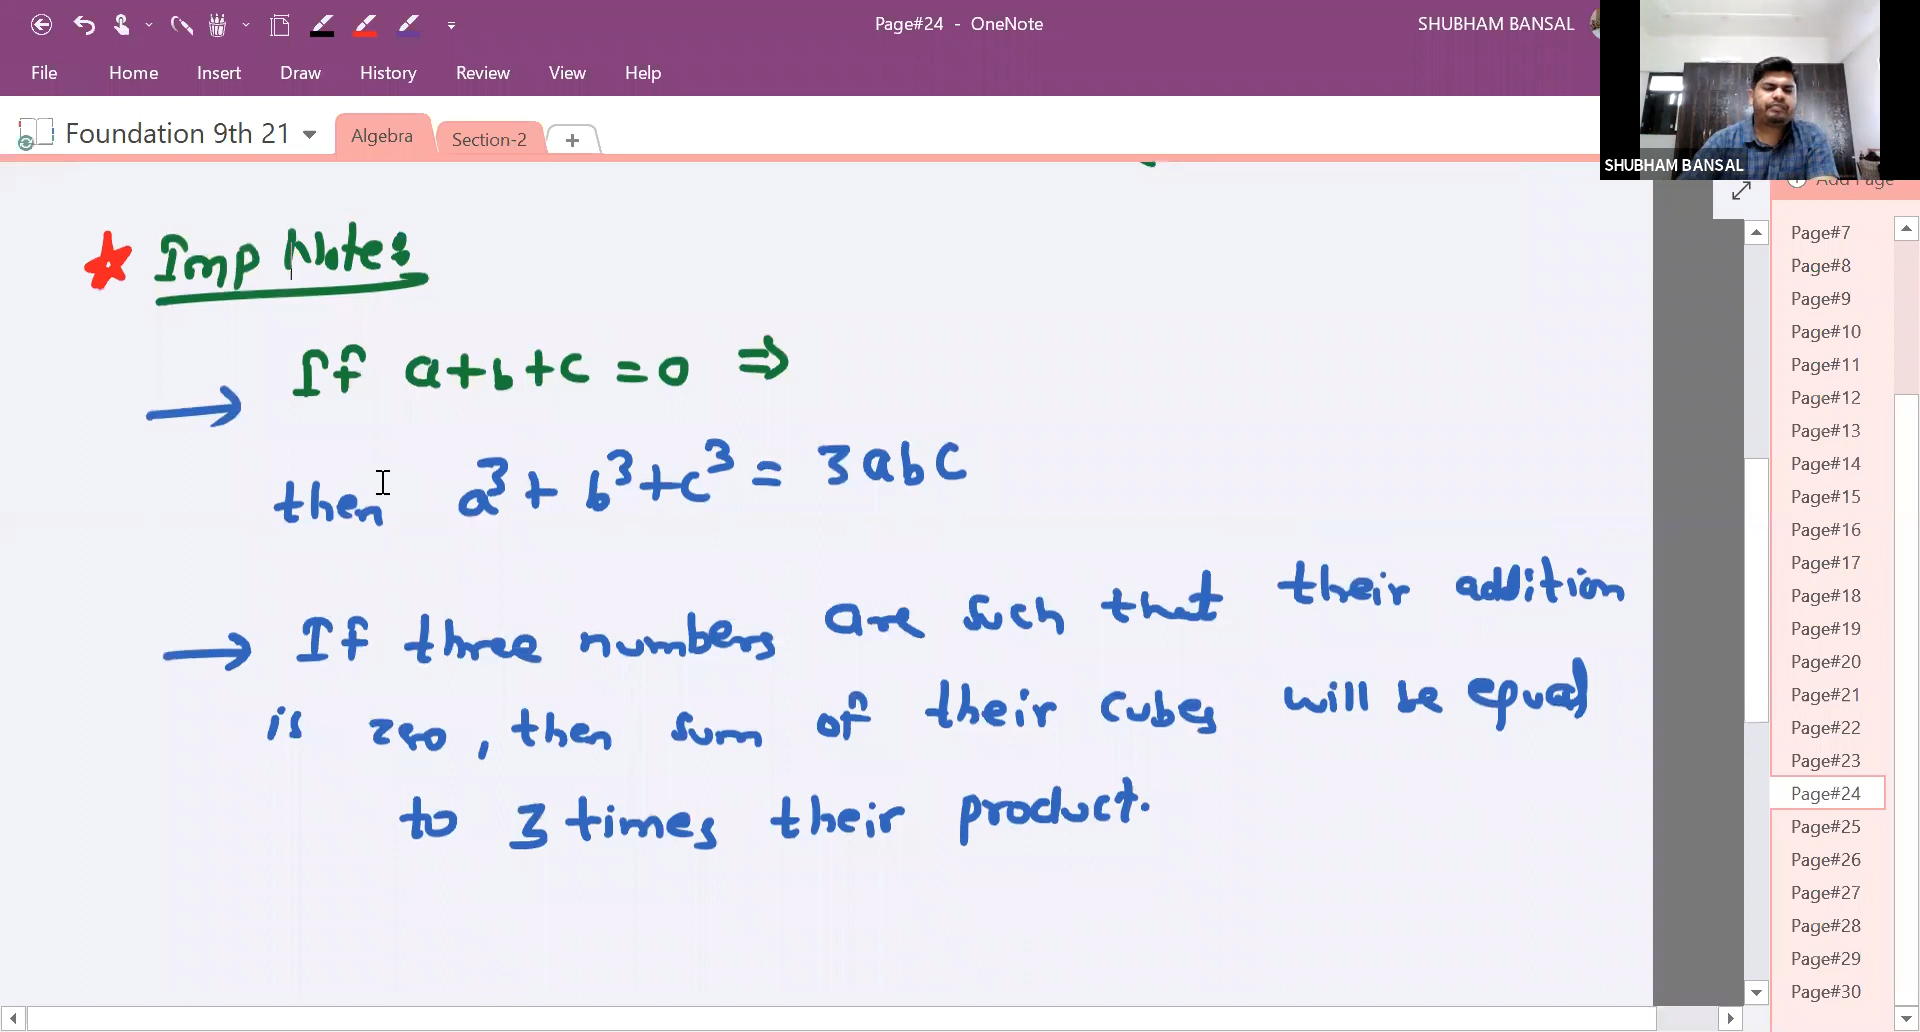 Page#24 - OneNote
SHUBHAM BANSAL
File Home Insert Draw History Review View Help
SHUBHAM BANSAL
Foundation 9th 21
Algebra
Section-2
Add Page
Imp Notes
If a+b+c = 0 ⇒
then a³ + b³ + c³ = 3abc
→ If three numbers are such that their addition
is zero, then sum of their cubes will be equal
to 3 times their product.
Page#7
Page#8
Page#9
Page#10
Page#11
Page#12
Page#13
Page#14
Page#15
Page#16
Page#17
Page#18
Page#19
Page#20
Page#21
Page#22
Page#23
Page#24
Page#25
Page#26
Page#27
Page#28
Page#29
Page#30